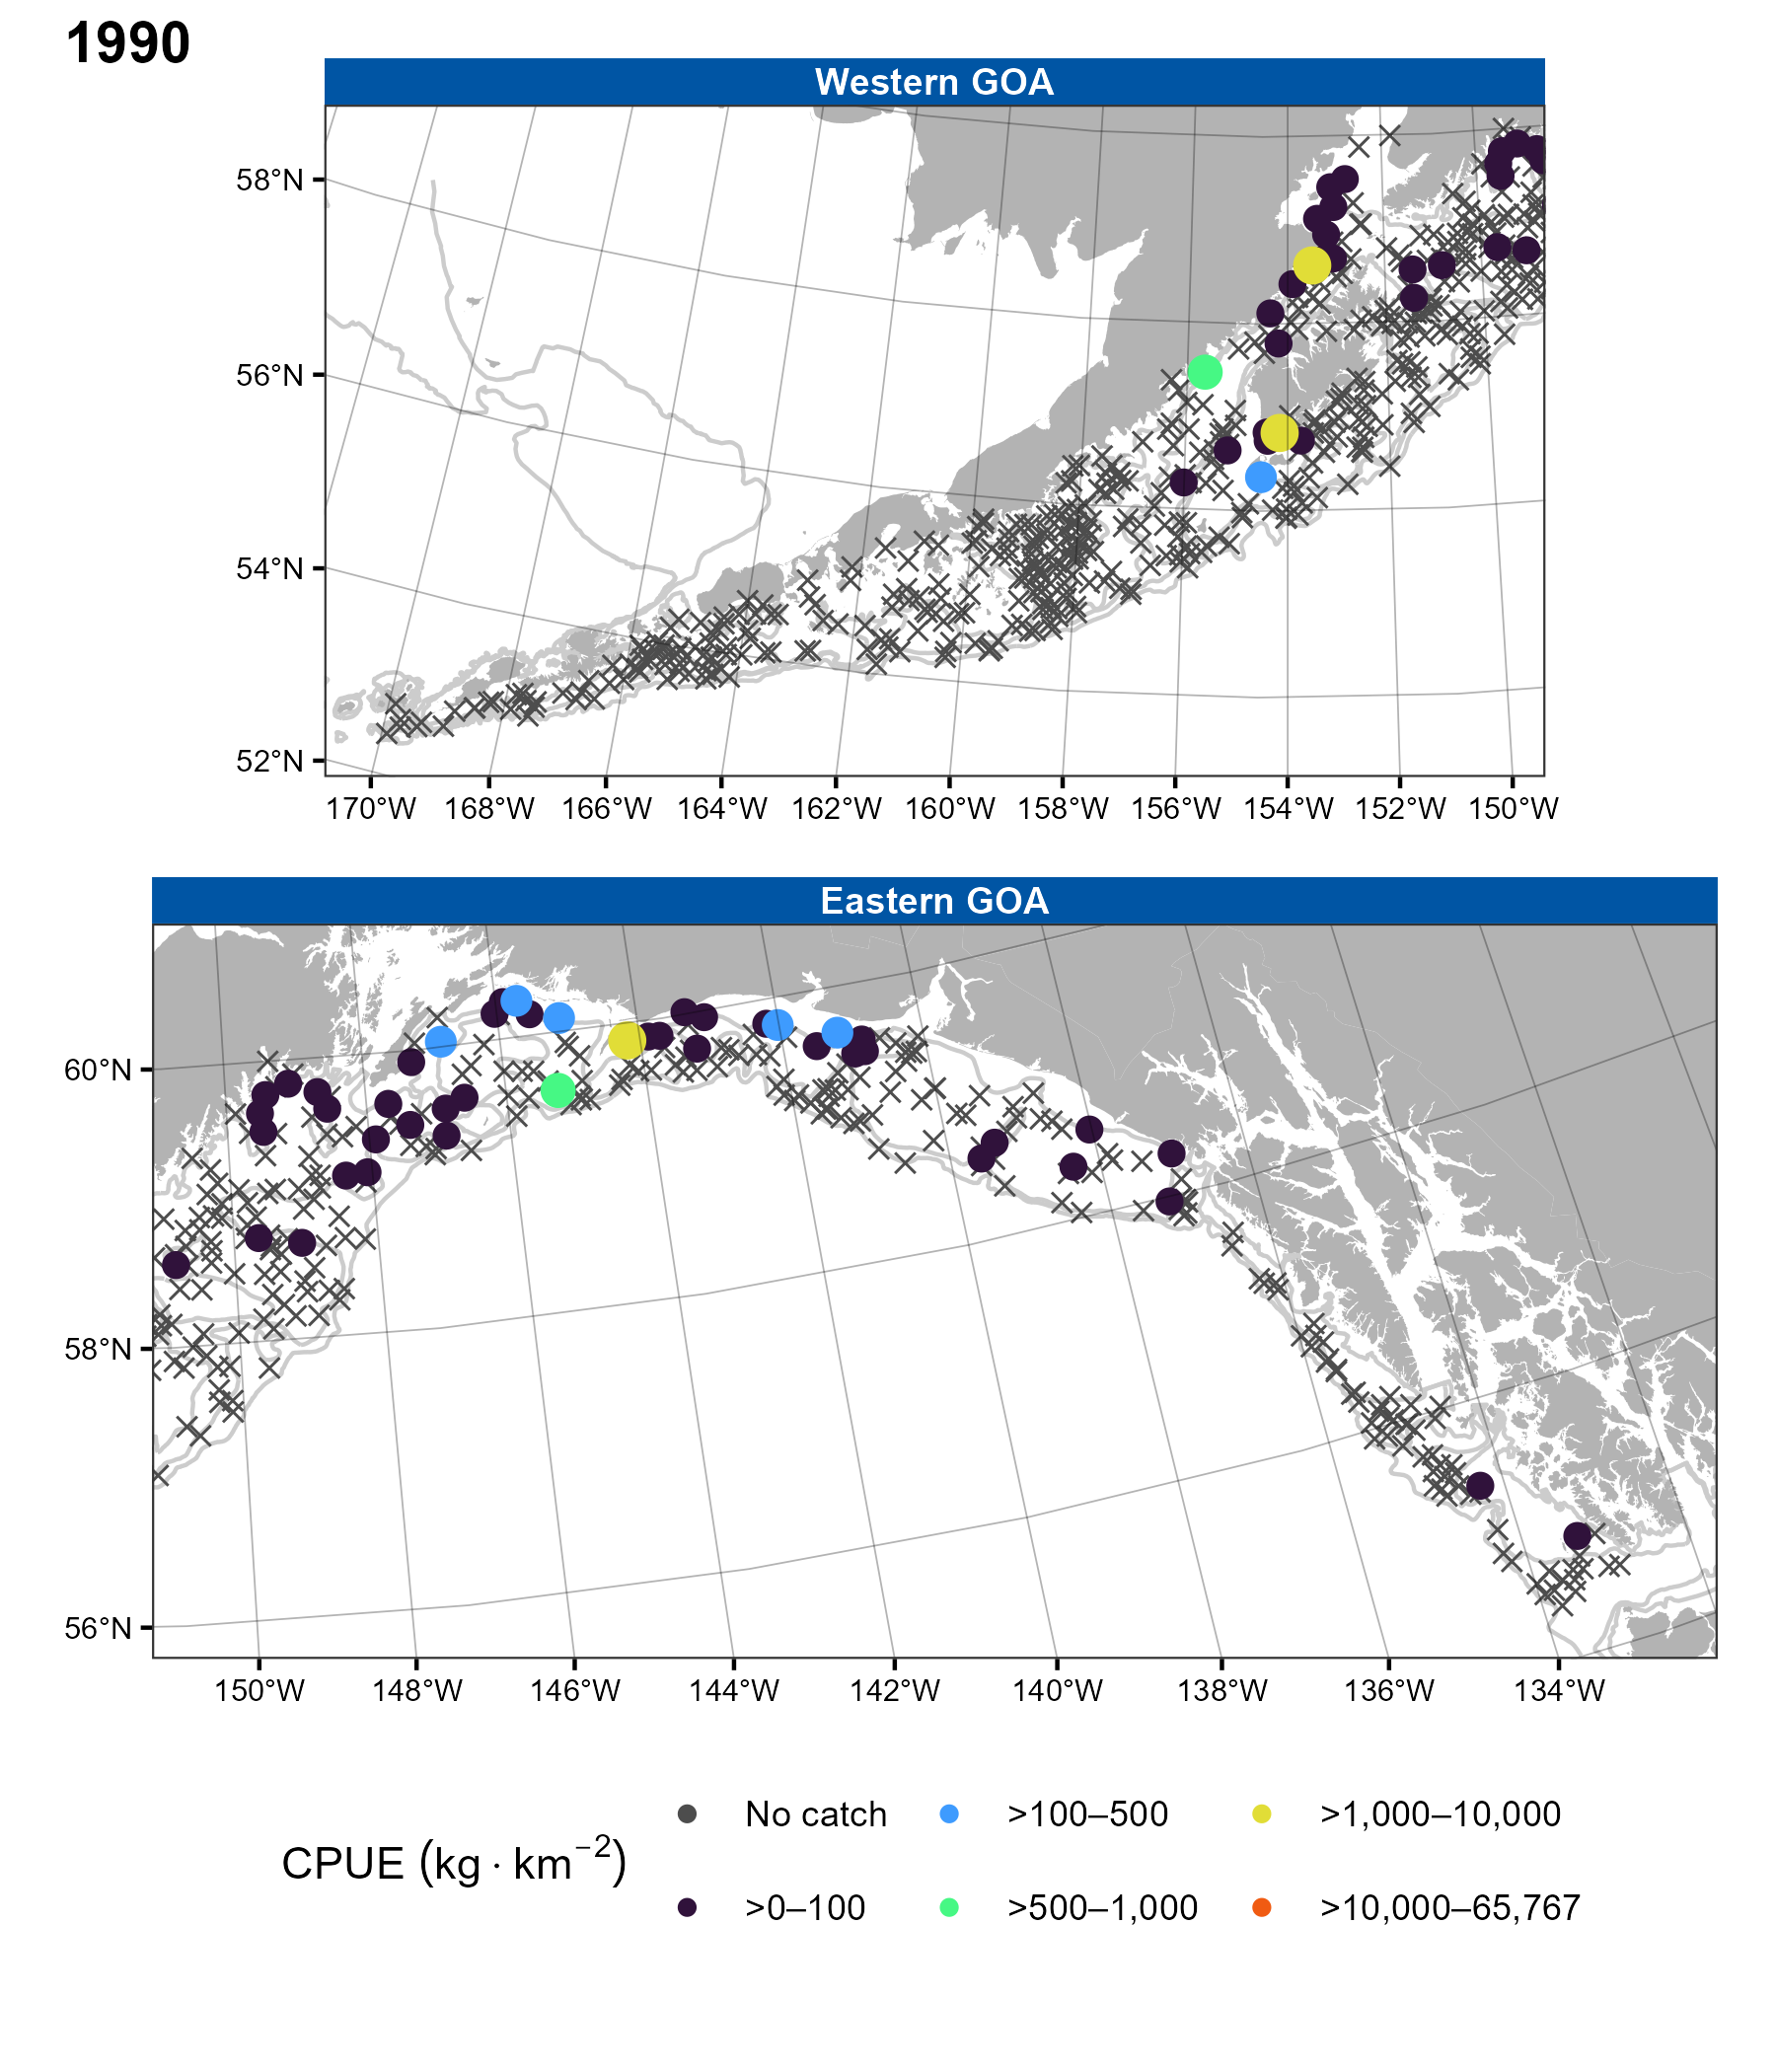 1990
Western GOA
58°N
56°N
54°N
52°N
170°W 168°W 166°W 164°W 162°W 160°W 158°W 156°W 154°W 152°W 150°W
Eastern GOA
60°N
58°N
56°N
150°W 148°W 146°W 144°W 142°W 140°W 138°W 136°W 134°W
CPUE (kg · km⁻²)
No catch >100–500 >1,000–10,000
>0–100 >500–1,000 >10,000–65,767